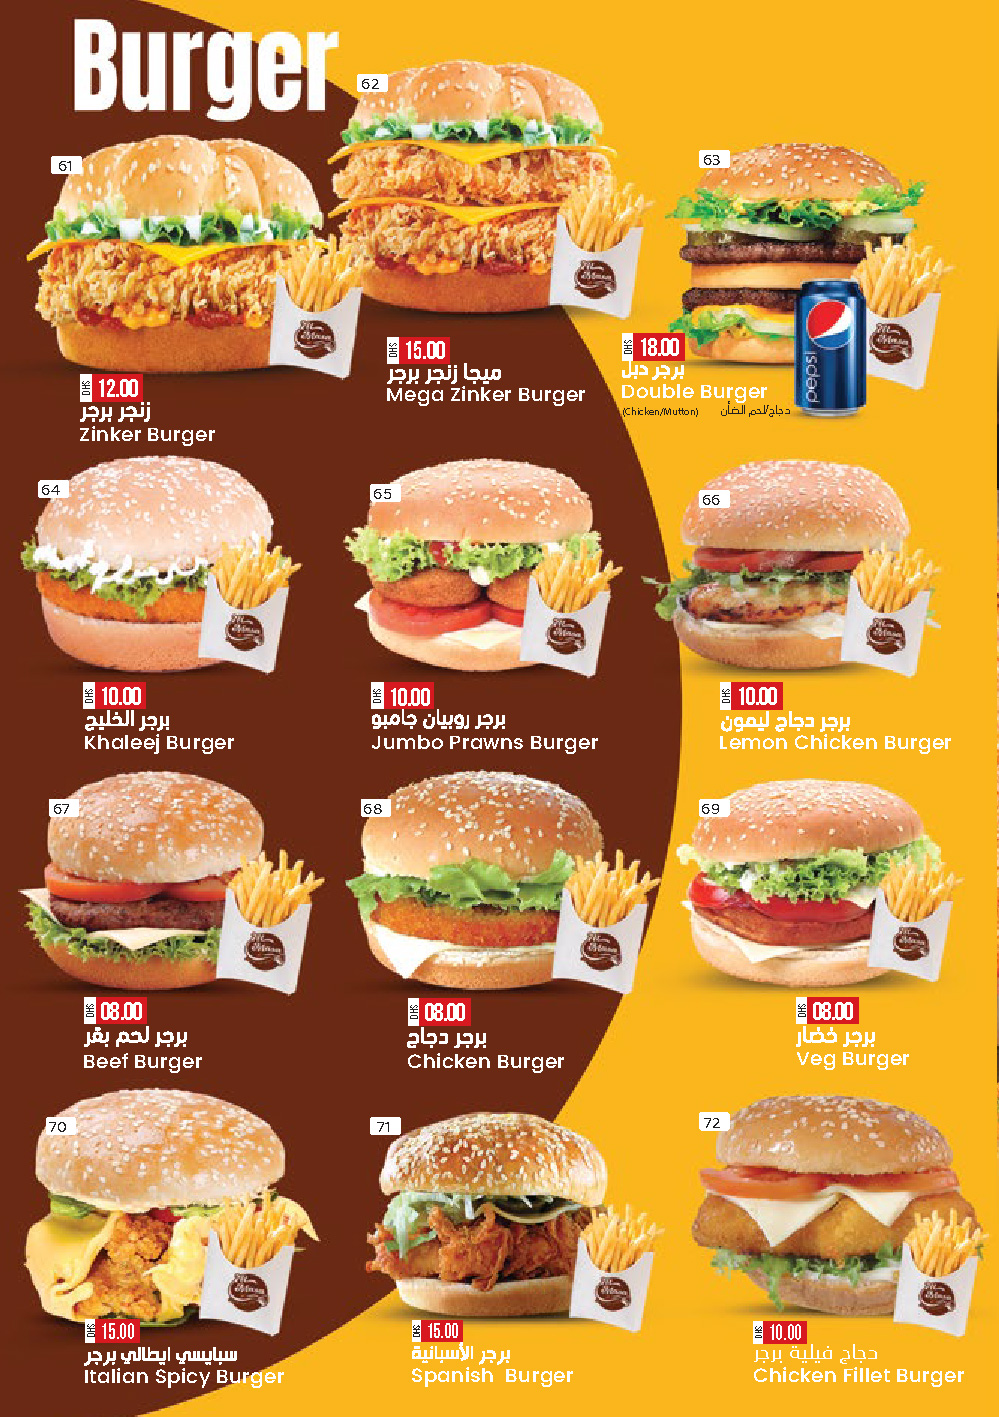 Burger
61
DHS 12.00
زنجر برجر
Zinker Burger
62
DHS 15.00
ميجا زنجر برجر
Mega Zinker Burger
63
pepsi
DHS 18.00
برجر دبل
Double Burger
(Chicken/Mutton) دجاج/لحم الضأن
64
DHS 10.00
برجر الخليج
Khaleej Burger
65
DHS 10.00
برجر روبيان جامبو
Jumbo Prawns Burger
66
DHS 10.00
برجر دجاج ليمون
Lemon Chicken Burger
67
DHS 08.00
برجر لحم بقر
Beef Burger
68
DHS 08.00
برجر دجاج
Chicken Burger
69
DHS 08.00
برجر خضار
Veg Burger
70
DHS 15.00
سبايسي ايطالي برجر
Italian Spicy Burger
71
DHS 15.00
برجر الأسبانية
Spanish Burger
72
DHS 10.00
دجاج فيلية برجر
Chicken Fillet Burger